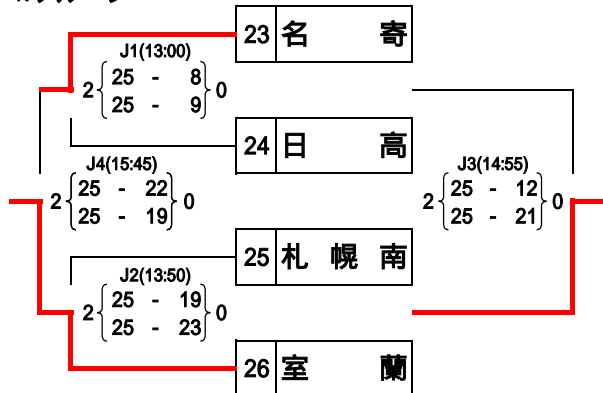 23 名 寄
J1(13:00)
2 25 - 8 0
25 - 9
24 日 高
J4(15:45)
2 25 - 22 0
25 - 19
J3(14:55)
2 25 - 12 0
25 - 21
25 札 幌 南
J2(13:50)
2 25 - 19 0
25 - 23
26 室 蘭